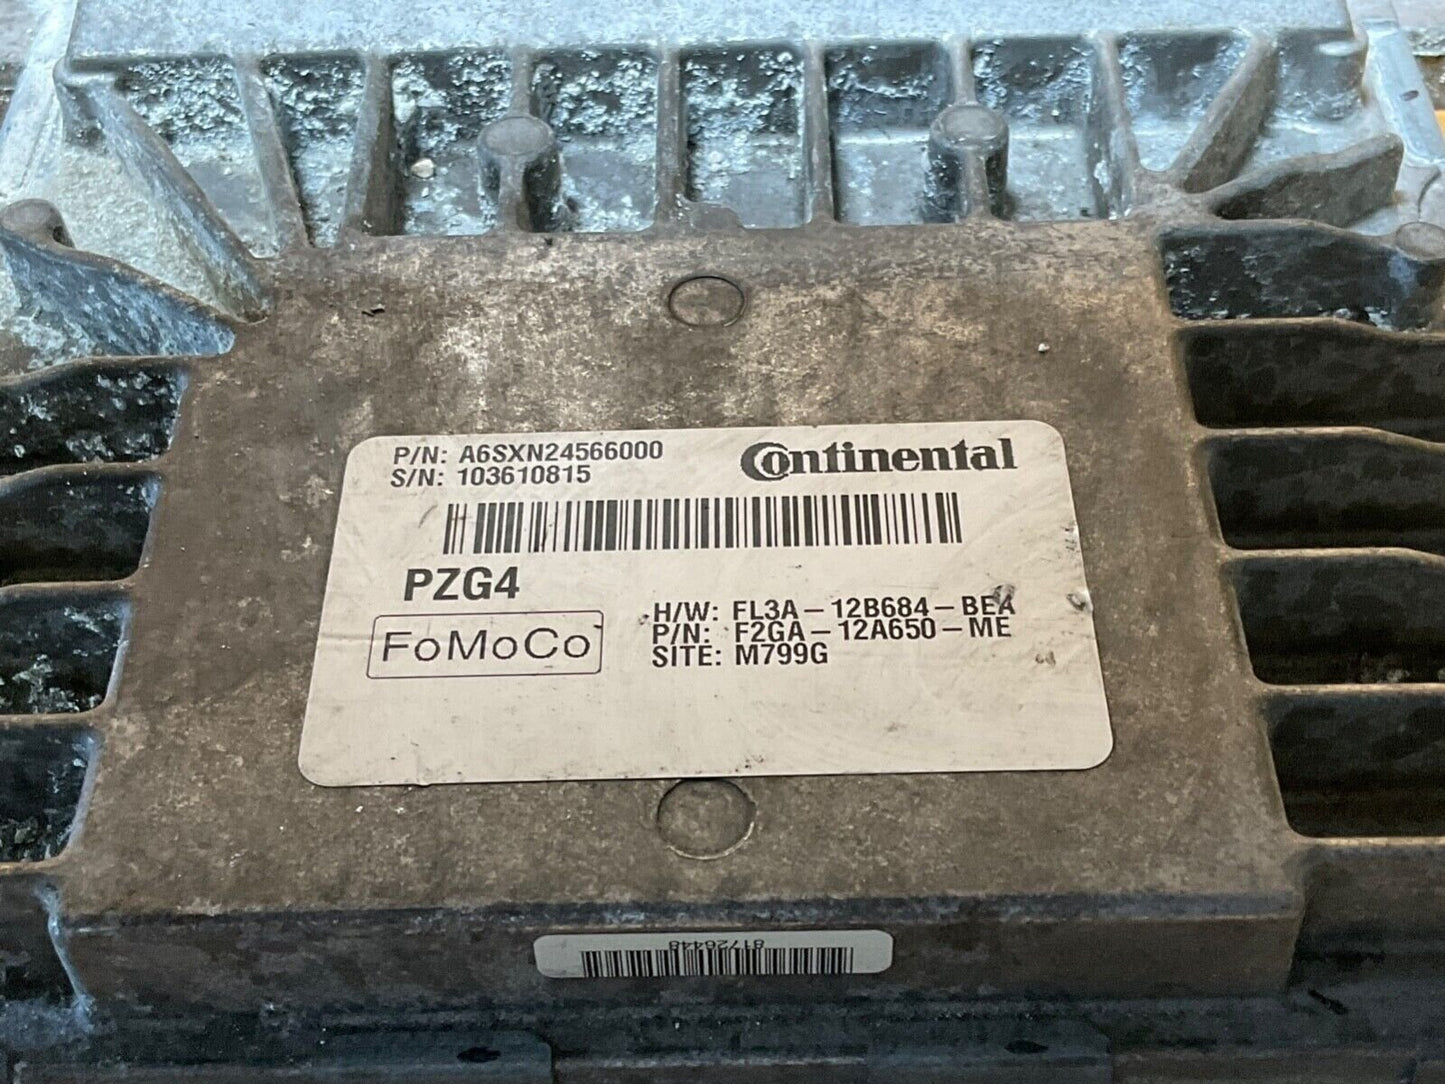 P/N: A6SXN24566000
S/N: 103610815
Continental
PZG4
FoMoCo
H/W: FL3A-12B684-BEA
P/N: F2GA-12A650-ME
SITE: M799G
81726448